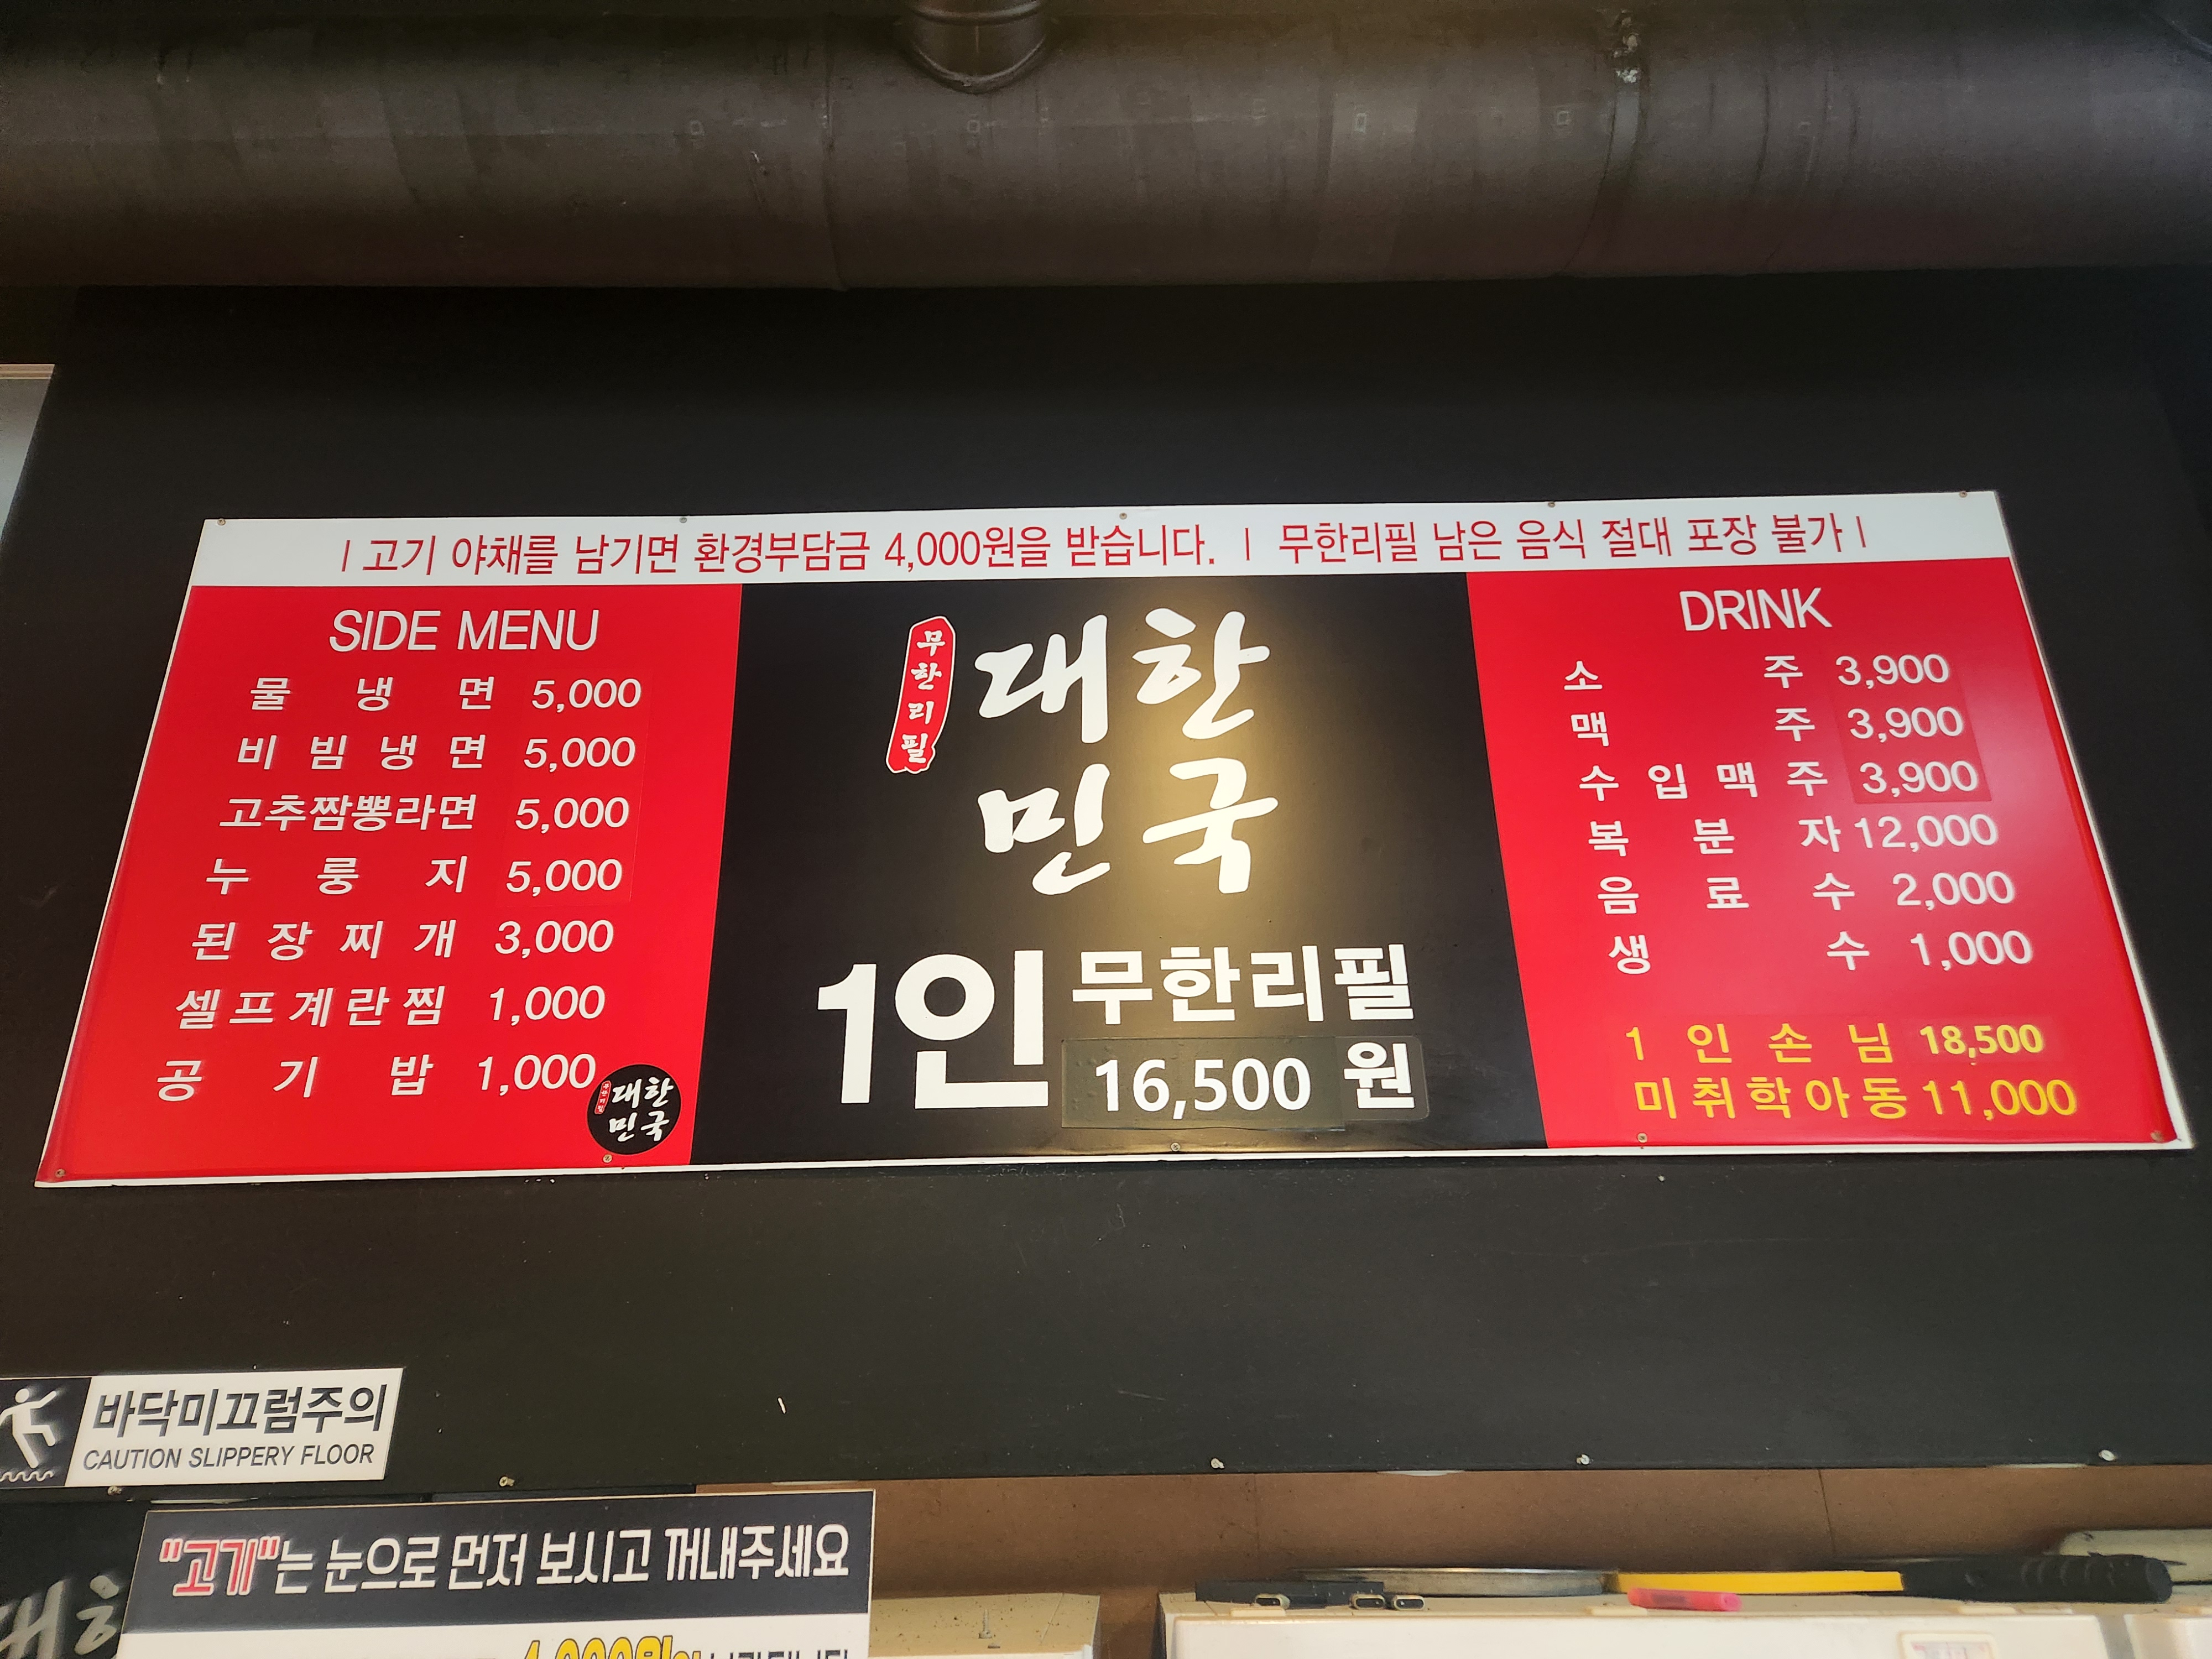 | 고기 야채를 남기면 환경부담금 4,000원을 받습니다. | 무한리필 남은 음식 절대 포장 불가 |
SIDE MENU
물냉면 5,000
비빔냉면 5,000
고추짬뽕라면 5,000
누룽지 5,000
된장찌개 3,000
셀프계란찜 1,000
공기밥 1,000
무한리필
대한
민국
무한리필
대한
민국
1인 무한리필
16,500 원
DRINK
소주 3,900
맥주 3,900
수입맥주 3,900
복분자 12,000
음료수 2,000
생수 1,000
1인손님 18,500
미취학아동 11,000
바닥미끄럼주의
CAUTION SLIPPERY FLOOR
"고기"는 눈으로 먼저 보시고 꺼내주세요
대한